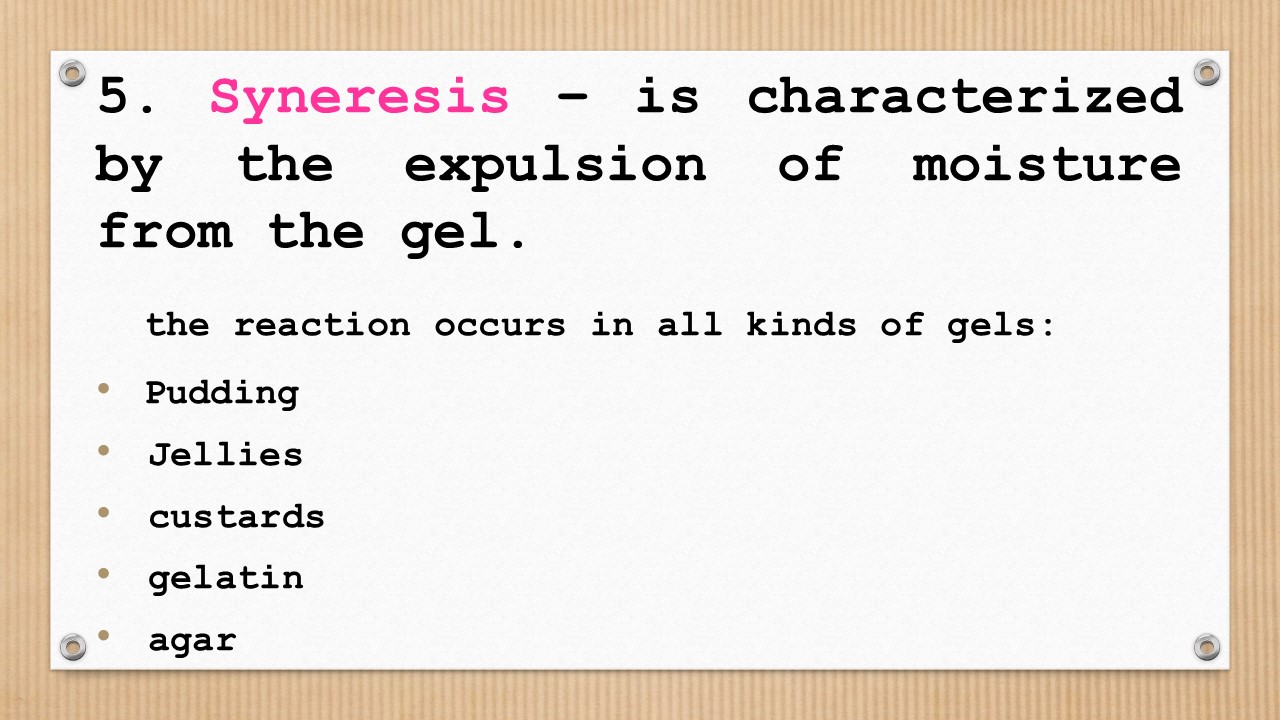 5. Syneresis – is characterized
by the expulsion of moisture
from the gel.
the reaction occurs in all kinds of gels:
• Pudding
• Jellies
• custards
• gelatin
• agar